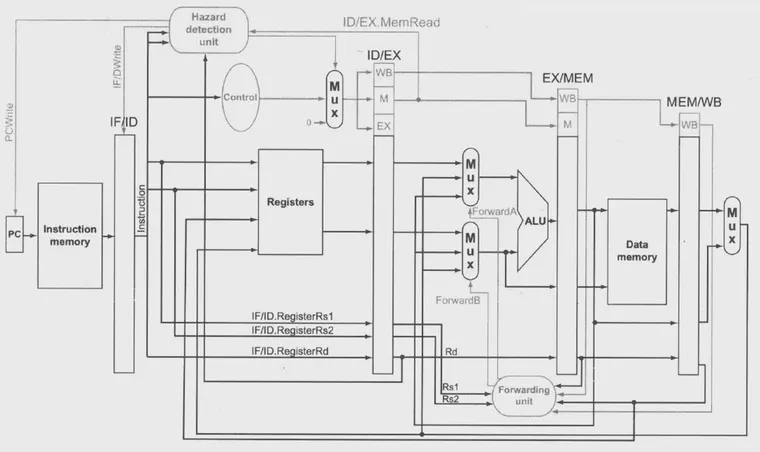 Hazard
detection
unit
ID/EX.MemRead
ID/EX
EX/MEM
MEM/WB
IF/ID
PCWrite
IF/DWrite
Control
0
Mux
WB
M
EX
WB
M
WB
PC
Instruction
memory
Instruction
Registers
Mux
Mux
ForwardA
ForwardB
ALU
Data
memory
Mux
IF/ID.RegisterRs1
IF/ID.RegisterRs2
IF/ID.RegisterRd
Rd
Rs1
Rs2
Forwarding
unit